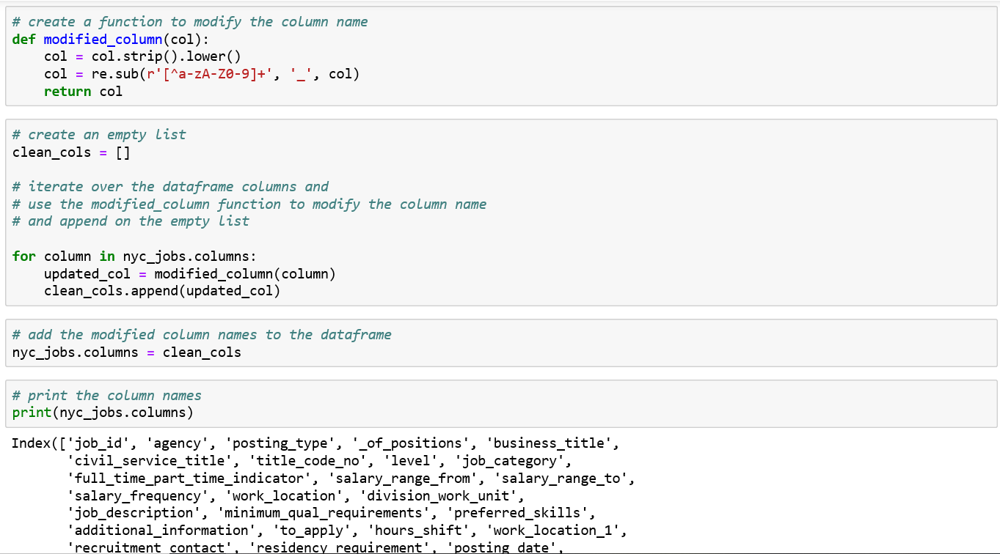 # create a function to modify the column name
def modified_column(col):
    col = col.strip().lower()
    col = re.sub(r'[^a-zA-Z0-9]+', '_', col)
    return col
# create an empty list
clean_cols = []
# iterate over the dataframe columns and
# use the modified_column function to modify the column name
# and append on the empty list
for column in nyc_jobs.columns:
    updated_col = modified_column(column)
    clean_cols.append(updated_col)
# add the modified column names to the dataframe
nyc_jobs.columns = clean_cols
# print the column names
print(nyc_jobs.columns)
Index(['job_id', 'agency', 'posting_type', '_of_positions', 'business_title',
       'civil_service_title', 'title_code_no', 'level', 'job_category',
       'full_time_part_time_indicator', 'salary_range_from', 'salary_range_to',
       'salary_frequency', 'work_location', 'division_work_unit',
       'job_description', 'minimum_qual_requirements', 'preferred_skills',
       'additional_information', 'to_apply', 'hours_shift', 'work_location_1',
       'recruitment_contact', 'residency_requirement', 'posting_date',